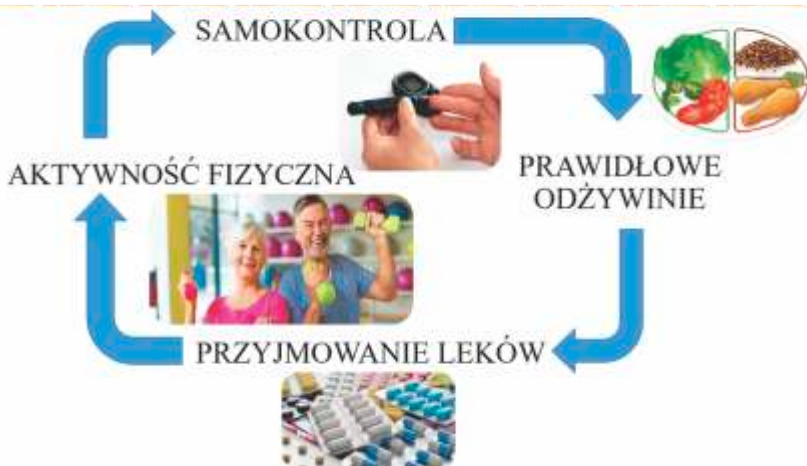 SAMOKONTROLA
AKTYWNOŚĆ FIZYCZNA
PRAWIDŁOWE
ODŻYWINIE
PRZYJMOWANIE LEKÓW